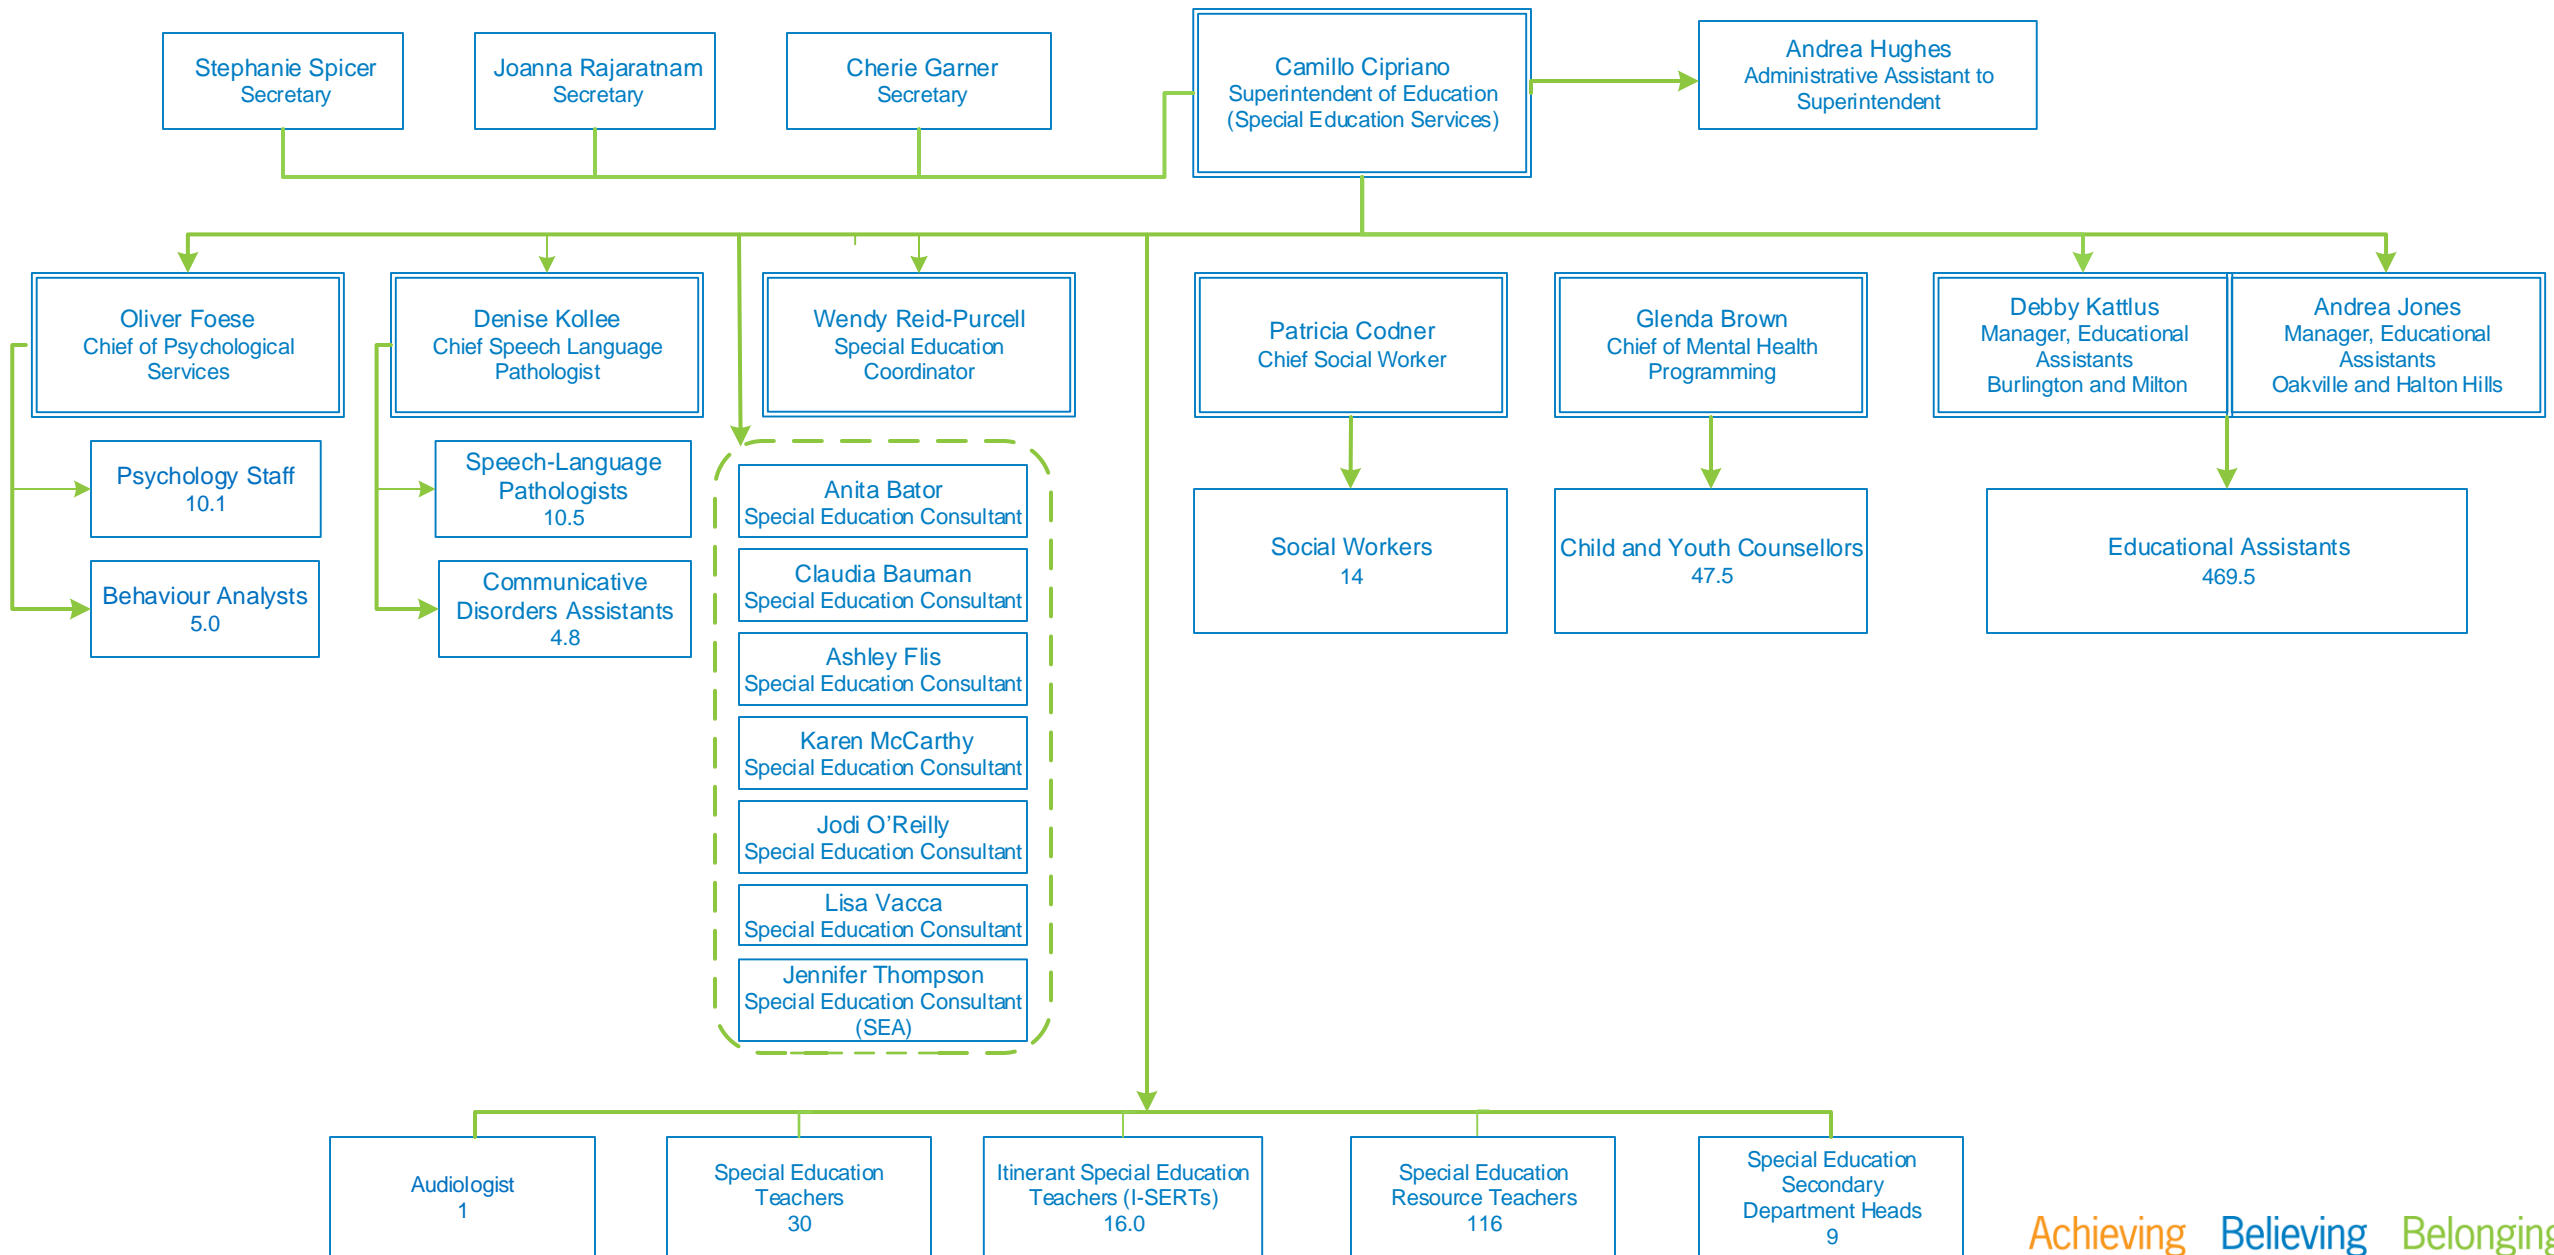 Stephanie Spicer
Secretary
Joanna Rajaratnam
Secretary
Cherie Garner
Secretary
Camillo Cipriano
Superintendent of Education
(Special Education Services)
Andrea Hughes
Administrative Assistant to
Superintendent
Oliver Foese
Chief of Psychological
Services
Denise Kollee
Chief Speech Language
Pathologist
Wendy Reid-Purcell
Special Education
Coordinator
Patricia Codner
Chief Social Worker
Glenda Brown
Chief of Mental Health
Programming
Debby Kattlus
Manager, Educational
Assistants
Burlington and Milton
Andrea Jones
Manager, Educational
Assistants
Oakville and Halton Hills
Psychology Staff
10.1
Behaviour Analysts
5.0
Speech-Language
Pathologists
10.5
Communicative
Disorders Assistants
4.8
Anita Bator
Special Education Consultant
Claudia Bauman
Special Education Consultant
Ashley Flis
Special Education Consultant
Karen McCarthy
Special Education Consultant
Jodi O’Reilly
Special Education Consultant
Lisa Vacca
Special Education Consultant
Jennifer Thompson
Special Education Consultant
(SEA)
Social Workers
14
Child and Youth Counsellors
47.5
Educational Assistants
469.5
Audiologist
1
Special Education
Teachers
30
Itinerant Special Education
Teachers (I-SERTs)
16.0
Special Education
Resource Teachers
116
Special Education
Secondary
Department Heads
9
Achieving Believing Belonging